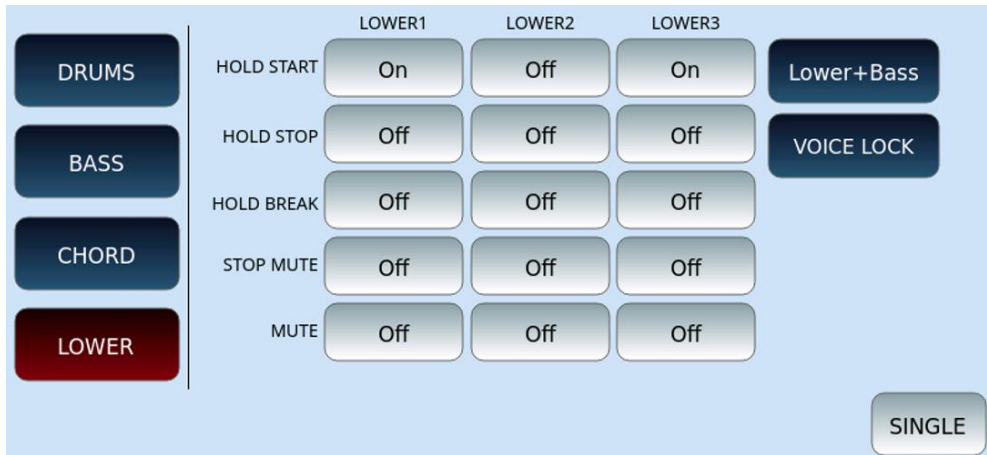 LOWER1 LOWER2 LOWER3
DRUMS HOLD START On Off On Lower+Bass
HOLD STOP Off Off Off VOICE LOCK
BASS
HOLD BREAK Off Off Off
CHORD STOP MUTE Off Off Off
LOWER MUTE Off Off Off
SINGLE